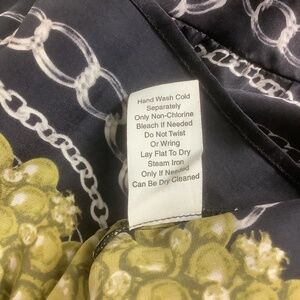 Hand Wash Cold
Separately
Only Non-Chlorine
Bleach If Needed
Do Not Twist
Or Wring
Lay Flat To Dry
Steam Iron
Only If Needed
Can Be Dry Cleaned